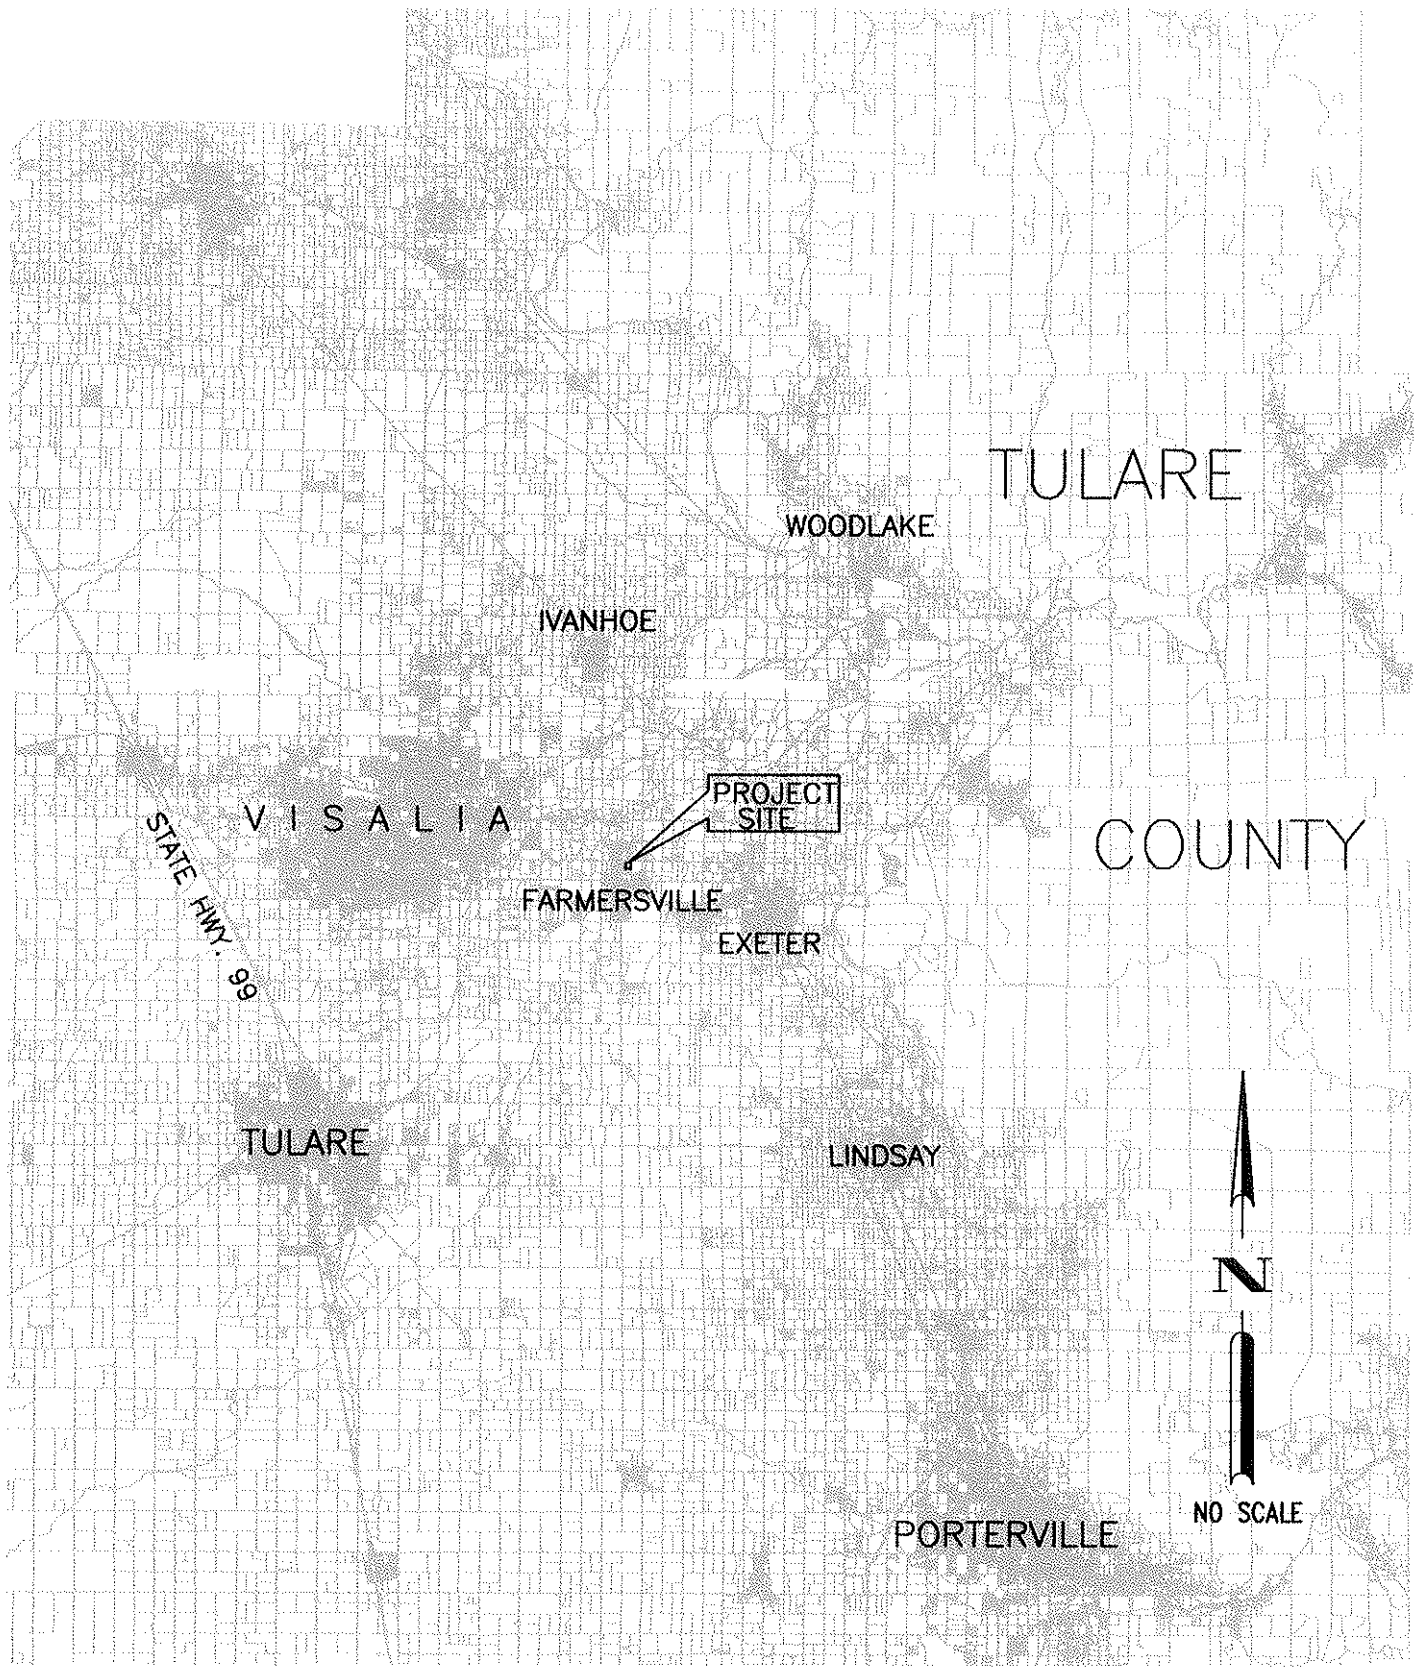 TULARE
WOODLAKE
IVANHOE
PROJECT
SITE
VISALIA
COUNTY
STATE HWY. 99
FARMERSVILLE
EXETER
TULARE
LINDSAY
N
NO SCALE
PORTERVILLE